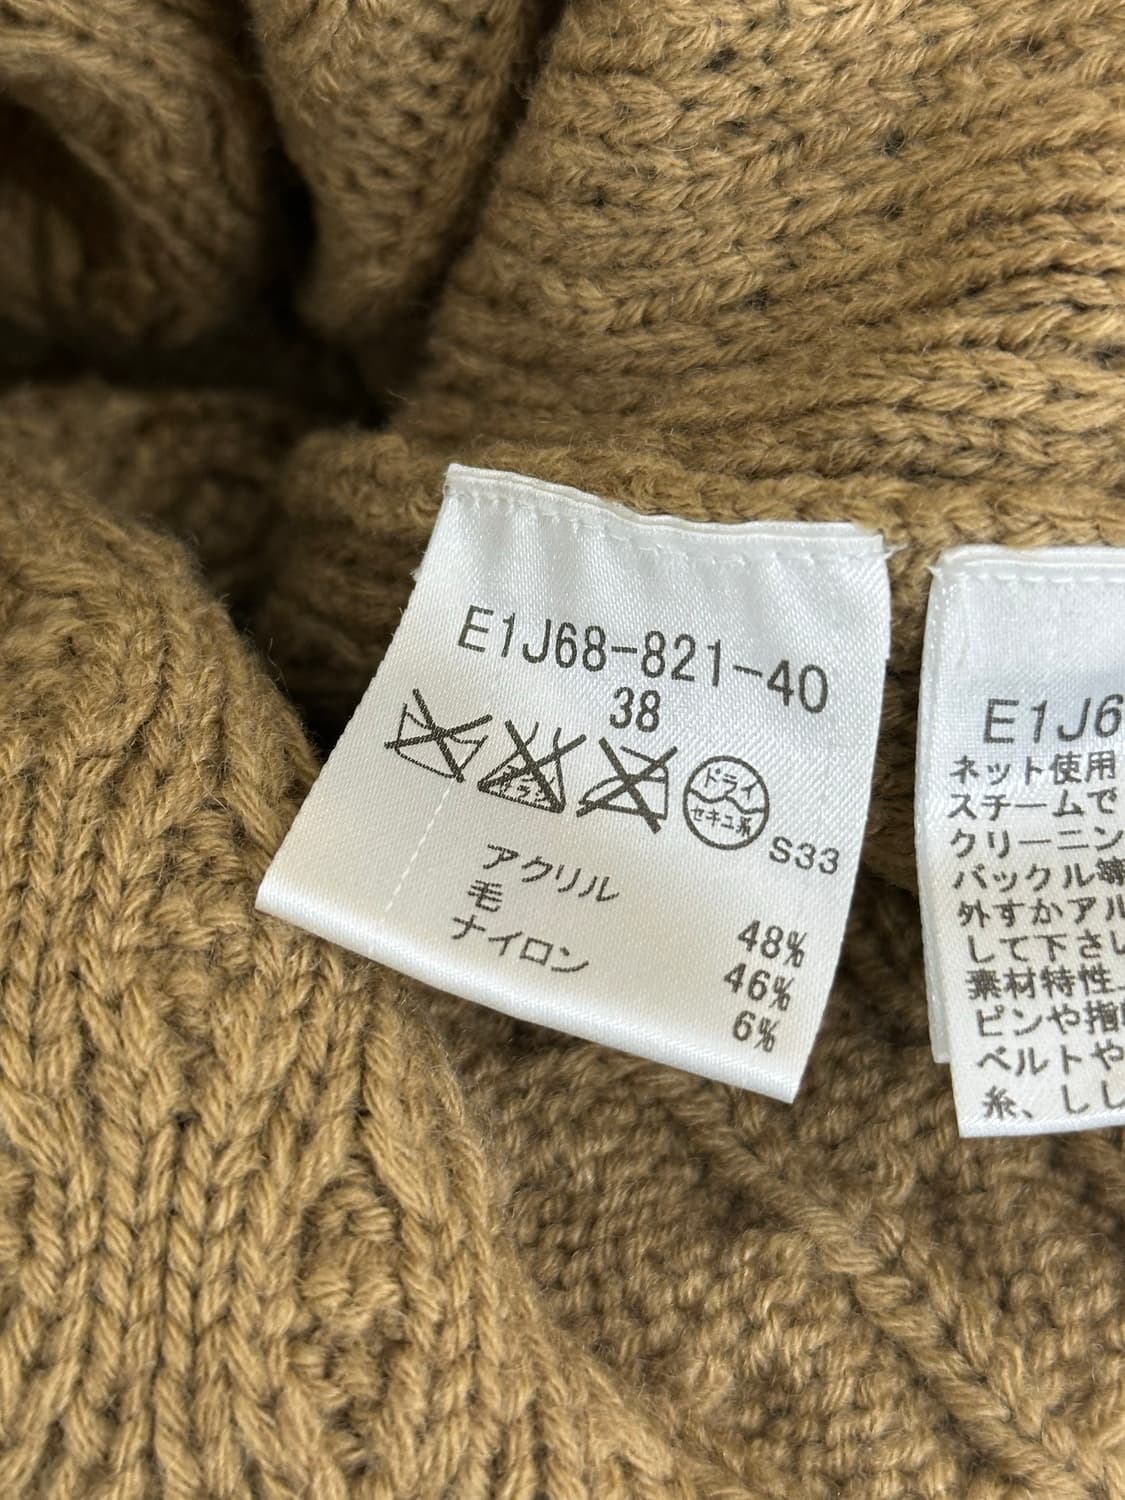 E1J68-821-40
38
ドライ
セキユ系
S33
アクリル 48%
毛 46%
ナイロン 6%
E1J6
ネット使用
スチームで
クリーニン
バックル等
外すかアル
して下さい
素材特性上
ピンや指
ベルトや
糸、しし